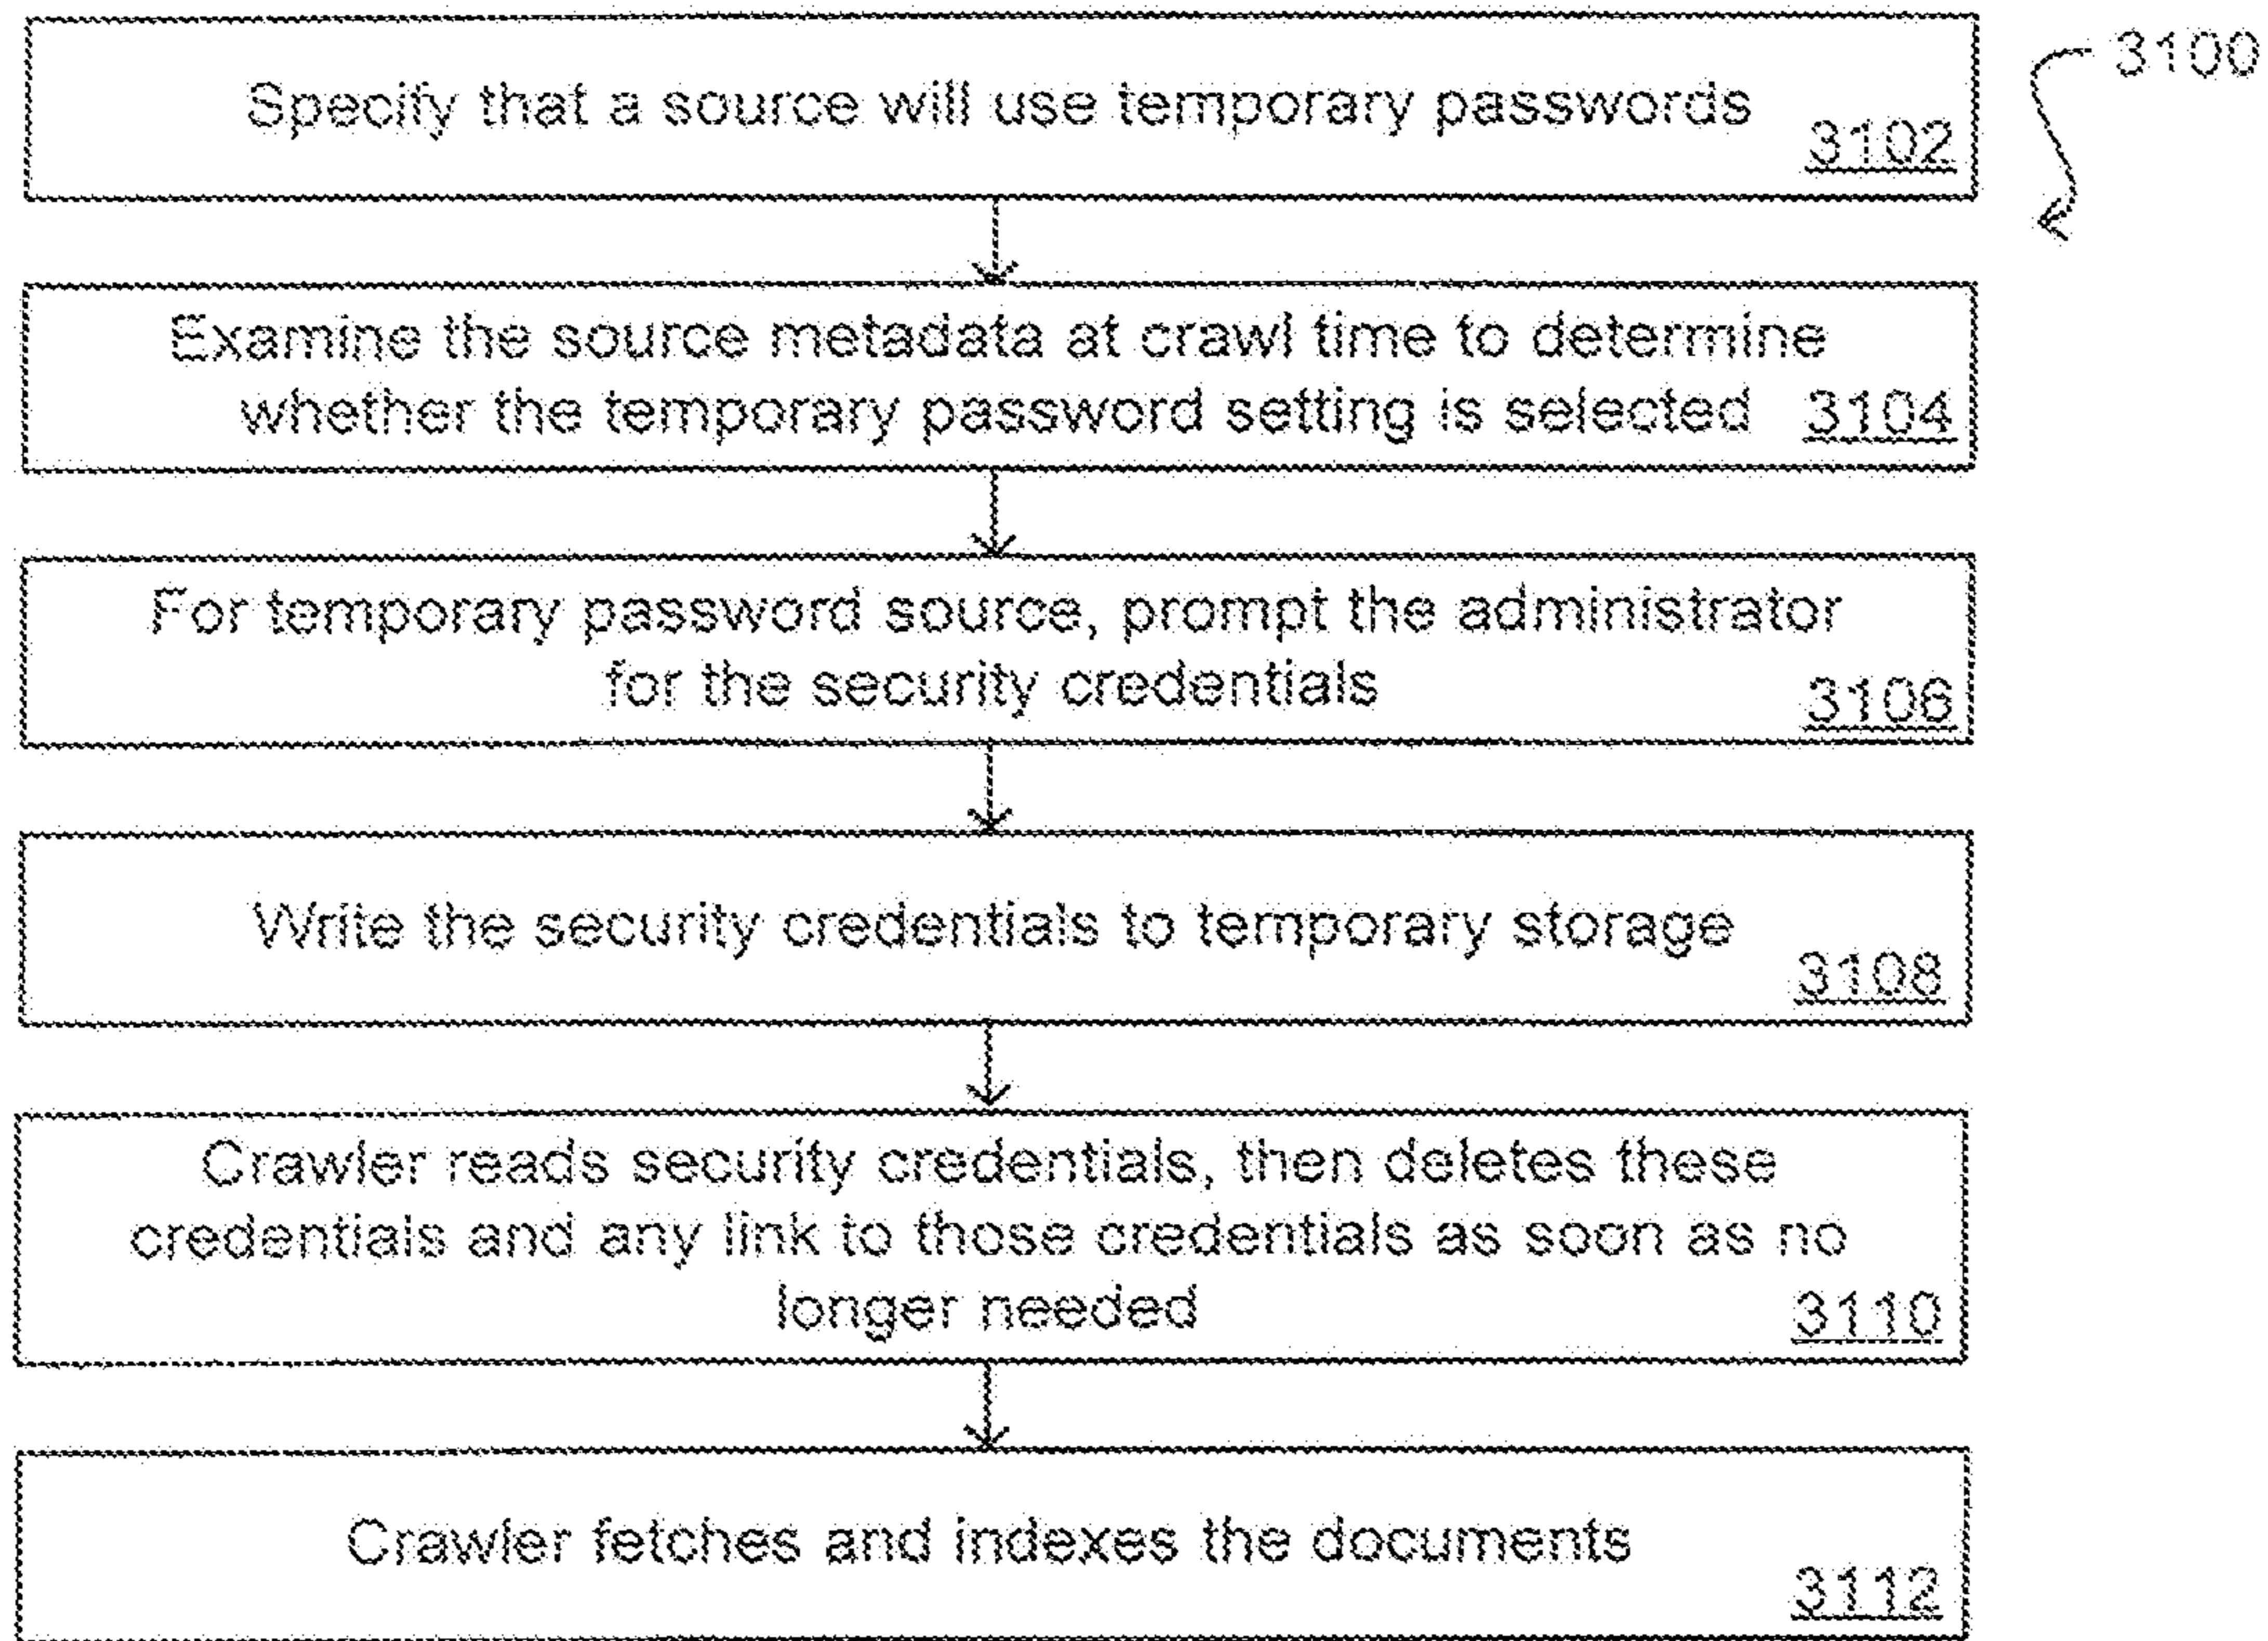 3100
Specify that a source will use temporary passwords
3102
Examine the source metadata at crawl time to determine
whether the temporary password setting is selected 3104
For temporary password source, prompt the administrator
for the security credentials 3106
Write the security credentials to temporary storage
3108
Crawler reads security credentials, then deletes these
credentials and any link to those credentials as soon as no
longer needed 3110
Crawler fetches and indexes the documents
3112